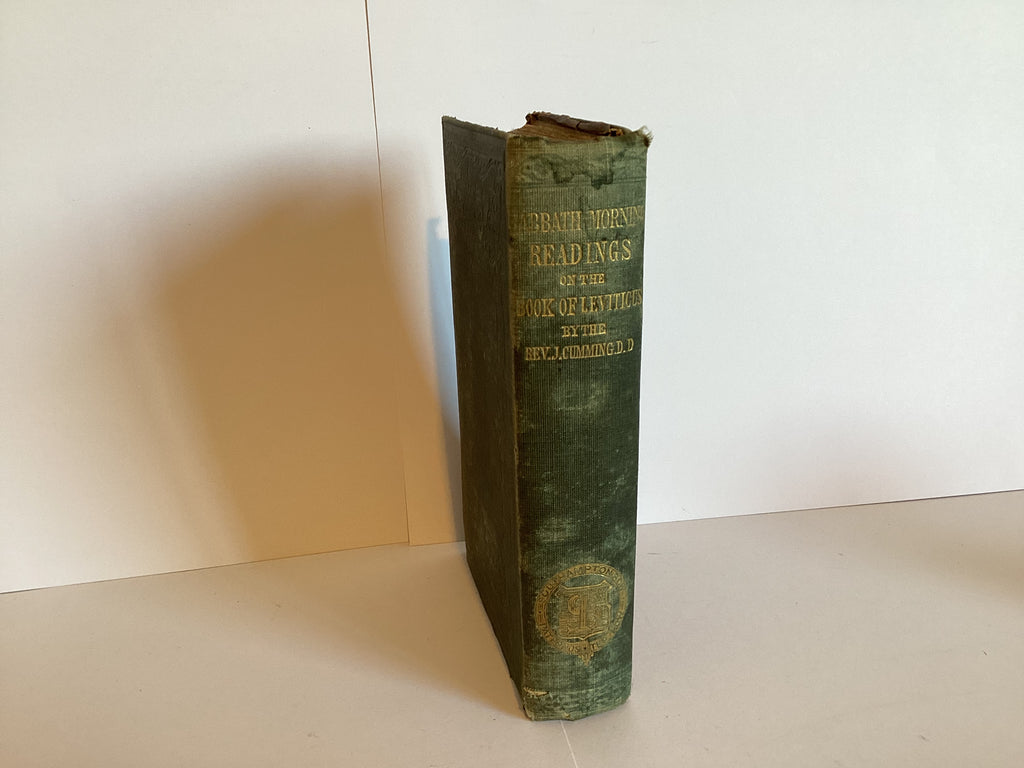 SABBATH MORNING
READINGS
ON THE
BOOK OF LEVITICUS
BY THE
REV. J. CUMMING. D. D